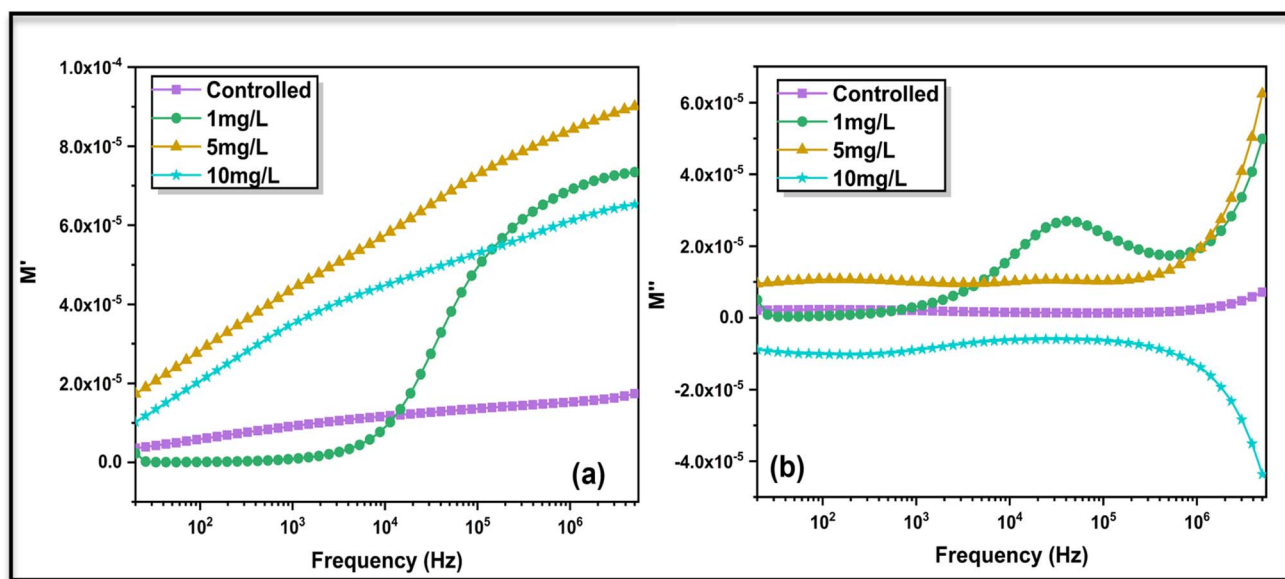 1.0x10⁻⁴
8.0x10⁻⁵
6.0x10⁻⁵
4.0x10⁻⁵
2.0x10⁻⁵
0.0
M'
Controlled
1mg/L
5mg/L
10mg/L
(a)
10² 10³ 10⁴ 10⁵ 10⁶
Frequency (Hz)
6.0x10⁻⁵
4.0x10⁻⁵
2.0x10⁻⁵
0.0
-2.0x10⁻⁵
-4.0x10⁻⁵
M"
Controlled
1mg/L
5mg/L
10mg/L
(b)
10² 10³ 10⁴ 10⁵ 10⁶
Frequency (Hz)